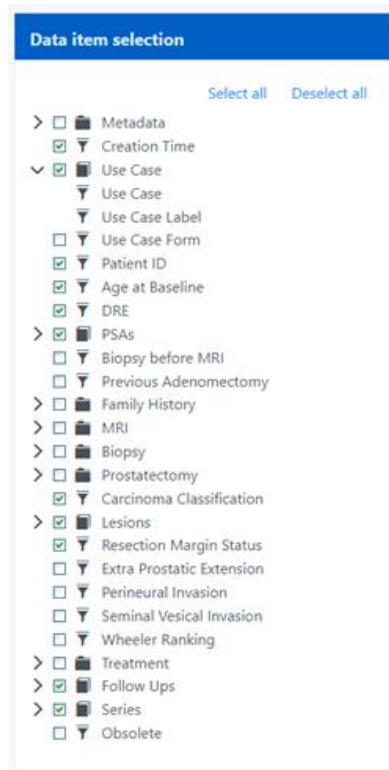 Data item selection
Select all Deselect all
Metadata
Creation Time
Use Case
Use Case
Use Case Label
Use Case Form
Patient ID
Age at Baseline
DRE
PSAs
Biopsy before MRI
Previous Adenomectomy
Family History
MRI
Biopsy
Prostatectomy
Carcinoma Classification
Lesions
Resection Margin Status
Extra Prostatic Extension
Perineural Invasion
Seminal Vesical Invasion
Wheeler Ranking
Treatment
Follow Ups
Series
Obsolete